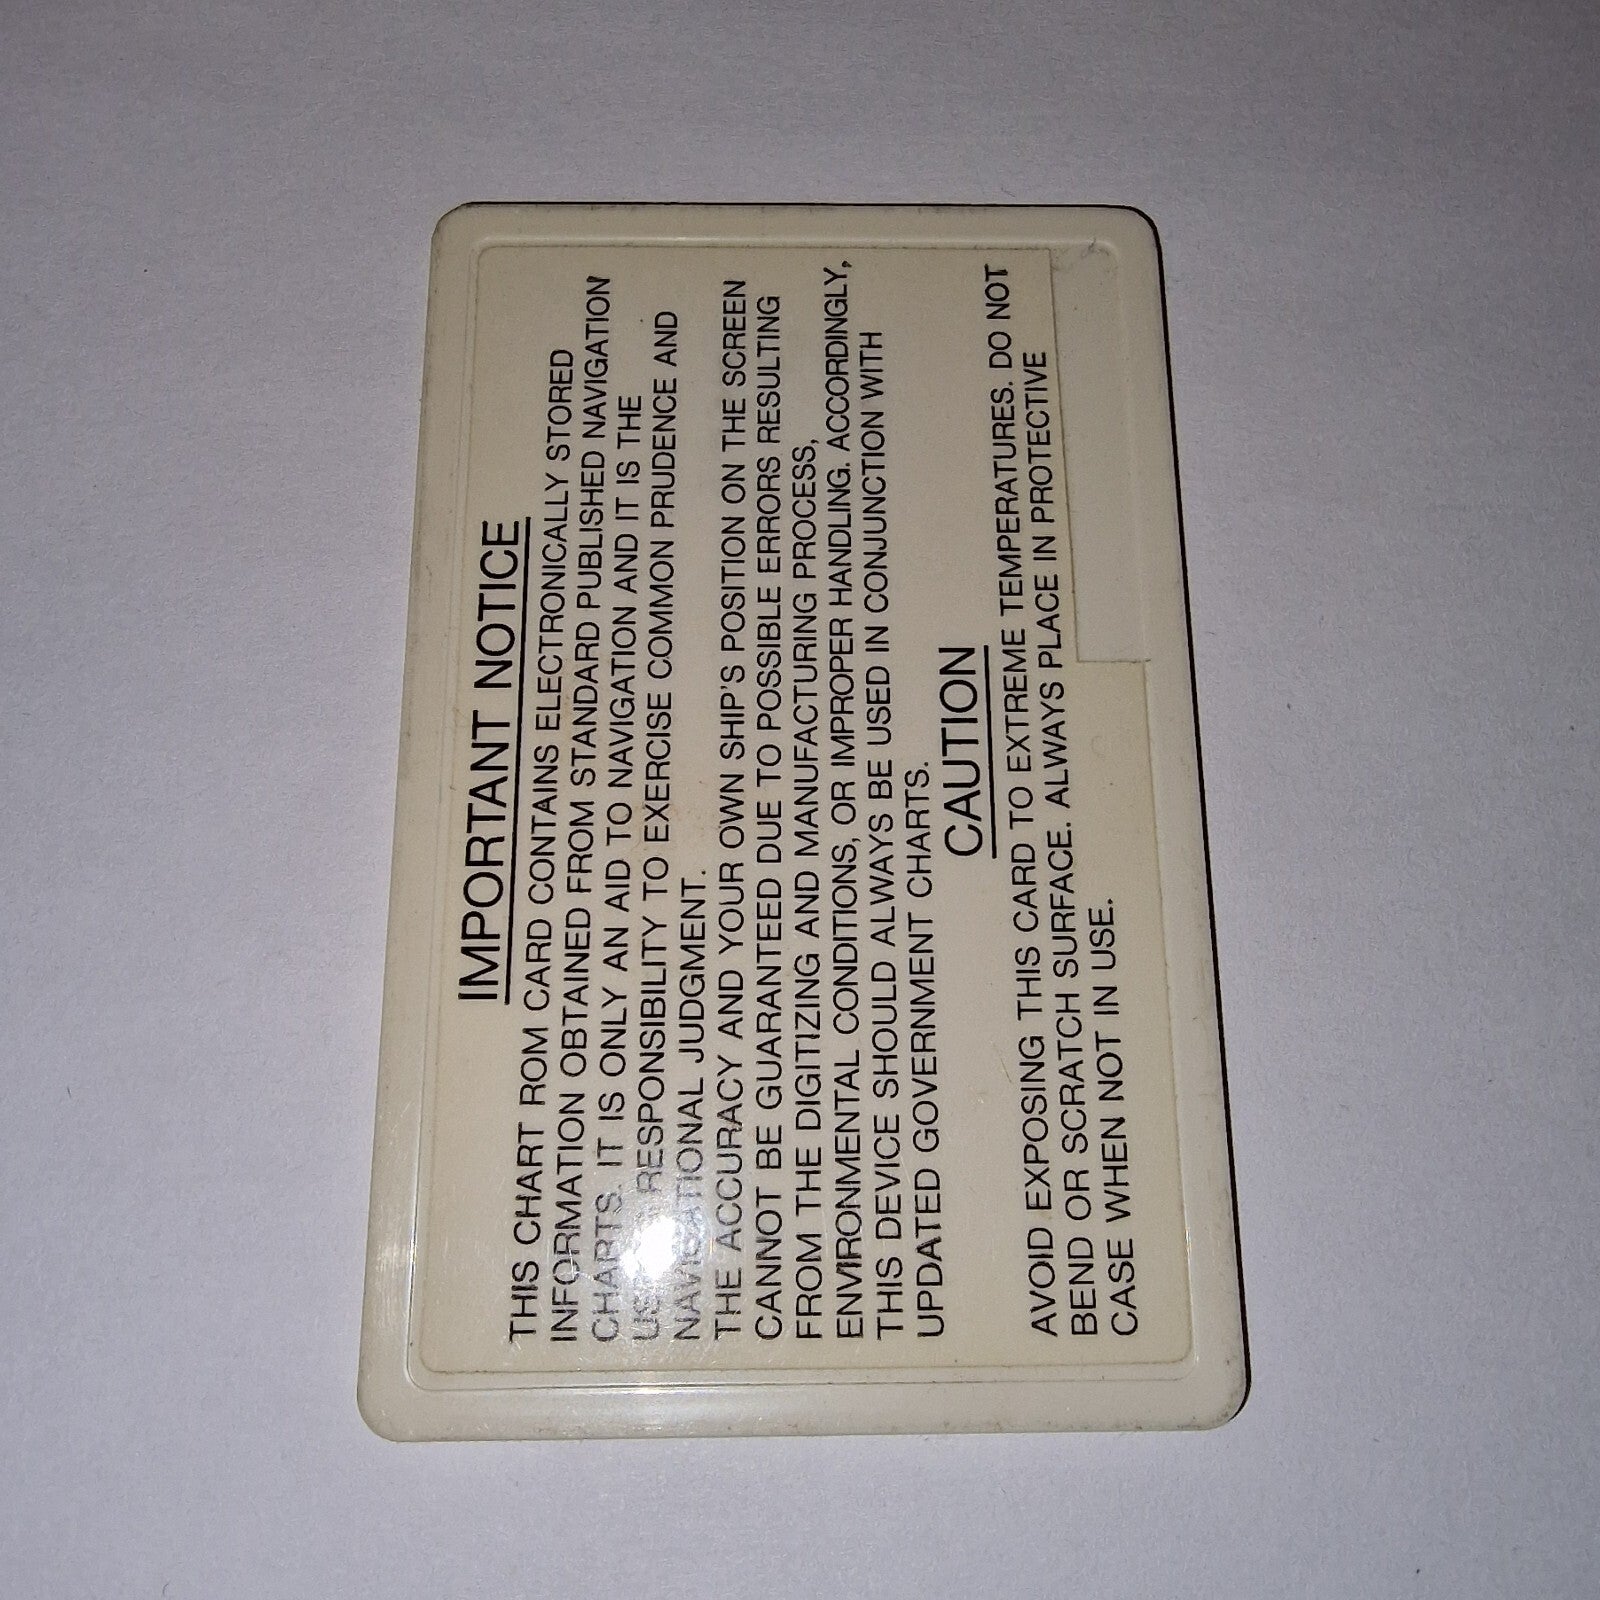 IMPORTANT NOTICE
THIS CHART ROM CARD CONTAINS ELECTRONICALLY STORED
INFORMATION OBTAINED FROM STANDARD PUBLISHED NAVIGATION
CHARTS. IT IS ONLY AN AID TO NAVIGATION AND IT IS THE
RESPONSIBILITY TO EXERCISE COMMON PRUDENCE AND
NAVIGATIONAL JUDGMENT.
THE ACCURACY AND YOUR OWN SHIP'S POSITION ON THE SCREEN
CANNOT BE GUARANTEED DUE TO POSSIBLE ERRORS RESULTING
FROM THE DIGITIZING AND MANUFACTURING PROCESS,
ENVIRONMENTAL CONDITIONS, OR IMPROPER HANDLING. ACCORDINGLY,
THIS DEVICE SHOULD ALWAYS BE USED IN CONJUNCTION WITH
UPDATED GOVERNMENT CHARTS.
CAUTION
AVOID EXPOSING THIS CARD TO EXTREME TEMPERATURES. DO NOT
BEND OR SCRATCH SURFACE. ALWAYS PLACE IN PROTECTIVE
CASE WHEN NOT IN USE.